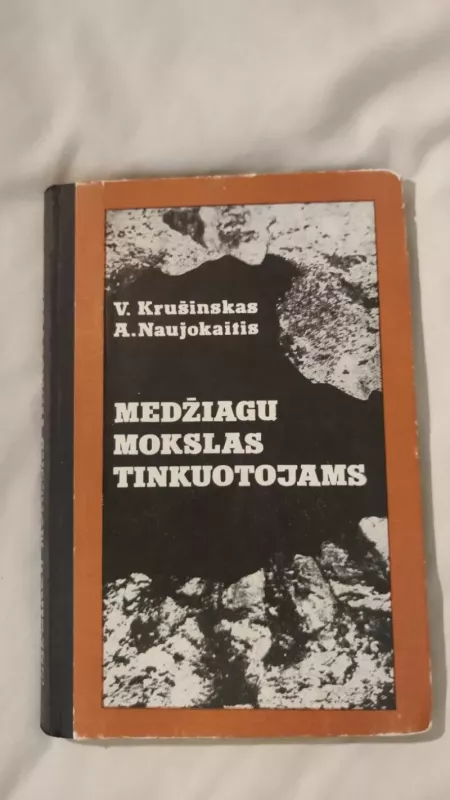 V. Krušinskas
A. Naujokaitis
MEDŽIAGU
MOKSLAS
TINKUOTOJAMS